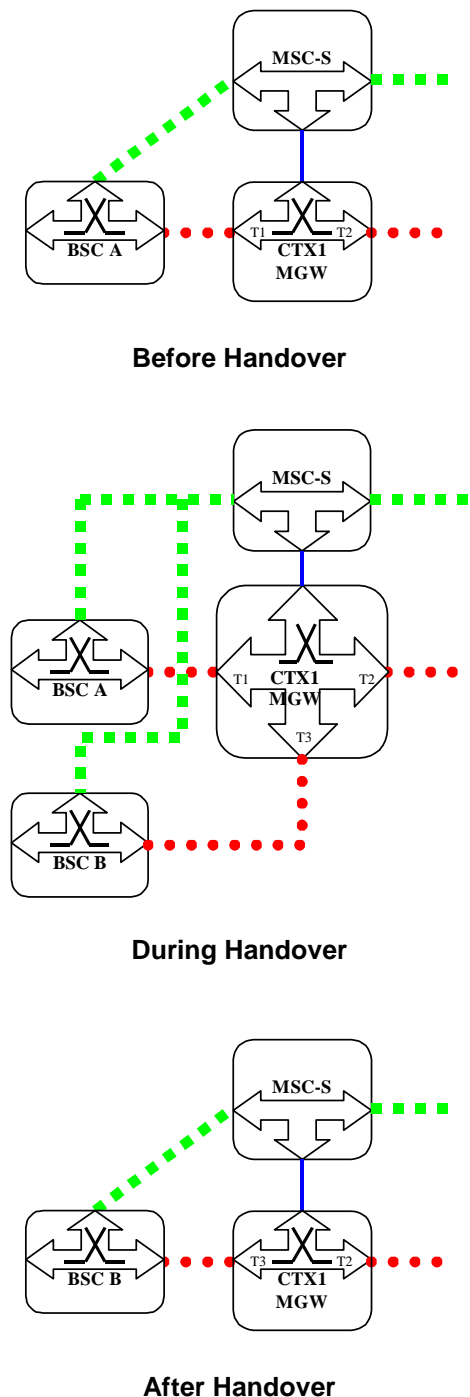 MSC-S
BSC A
T1
T2
CTX1
MGW
Before Handover
MSC-S
BSC A
T1
CTX1
T2
MGW
T3
BSC B
During Handover
MSC-S
BSC B
T3
T2
CTX1
MGW
After Handover